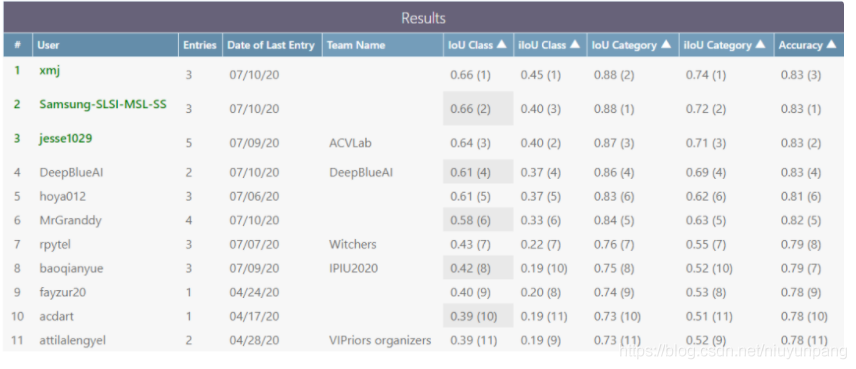 Results
# User Entries Date of Last Entry Team Name IoU Class ▲ iIoU Class ▲ IoU Category ▲ iIoU Category ▲ Accuracy ▲
1 xmj 3 07/10/20 0.66 (1) 0.45 (1) 0.88 (2) 0.74 (1) 0.83 (3)
2 Samsung-SLSI-MSL-SS 3 07/10/20 0.66 (2) 0.40 (3) 0.88 (1) 0.72 (2) 0.83 (1)
3 jesse1029 5 07/09/20 ACVLab 0.64 (3) 0.40 (2) 0.87 (3) 0.71 (3) 0.83 (2)
4 DeepBlueAI 2 07/10/20 DeepBlueAI 0.61 (4) 0.37 (4) 0.86 (4) 0.69 (4) 0.83 (4)
5 hoya012 3 07/06/20 0.61 (5) 0.37 (5) 0.83 (6) 0.62 (6) 0.81 (6)
6 MrGranddy 4 07/10/20 0.58 (6) 0.33 (6) 0.84 (5) 0.63 (5) 0.82 (5)
7 rpytel 3 07/07/20 Witchers 0.43 (7) 0.22 (7) 0.76 (7) 0.55 (7) 0.79 (8)
8 baoqianyue 3 07/09/20 IPIU2020 0.42 (8) 0.19 (10) 0.75 (8) 0.52 (10) 0.79 (7)
9 fayzur20 1 04/24/20 0.40 (9) 0.20 (8) 0.74 (9) 0.53 (8) 0.78 (9)
10 acdart 1 04/17/20 0.39 (10) 0.19 (11) 0.73 (10) 0.51 (11) 0.78 (10)
11 attilalengyel 2 04/28/20 VIPriors organizers 0.39 (11) 0.19 (9) 0.73 (11) 0.52 (9) 0.78 (11)
https://blog.csdn.net/niuyunpang